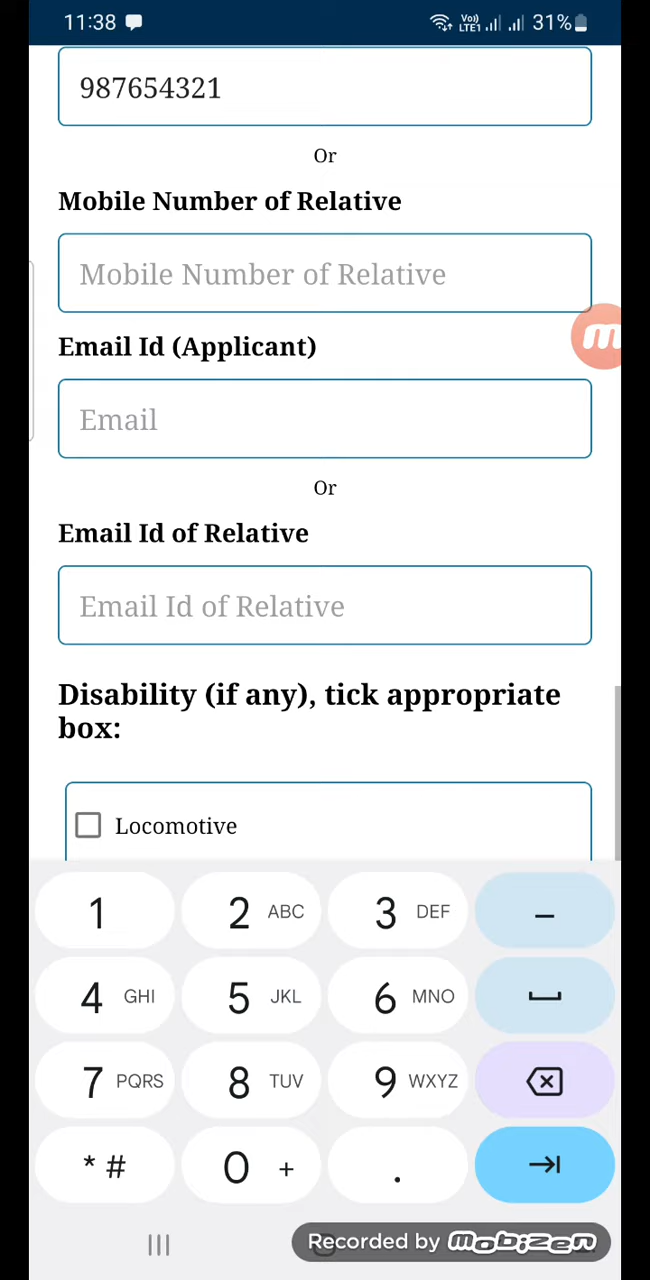 11:38 Vo)) LTE1 31%
987654321
Or
Mobile Number of Relative
Mobile Number of Relative
m
Email Id (Applicant)
Email
Or
Email Id of Relative
Email Id of Relative
Disability (if any), tick appropriate
box:
Locomotive
1 2 ABC 3 DEF –
4 GHI 5 JKL 6 MNO
7 PQRS 8 TUV 9 WXYZ
* # 0 + .
Recorded by mobizen